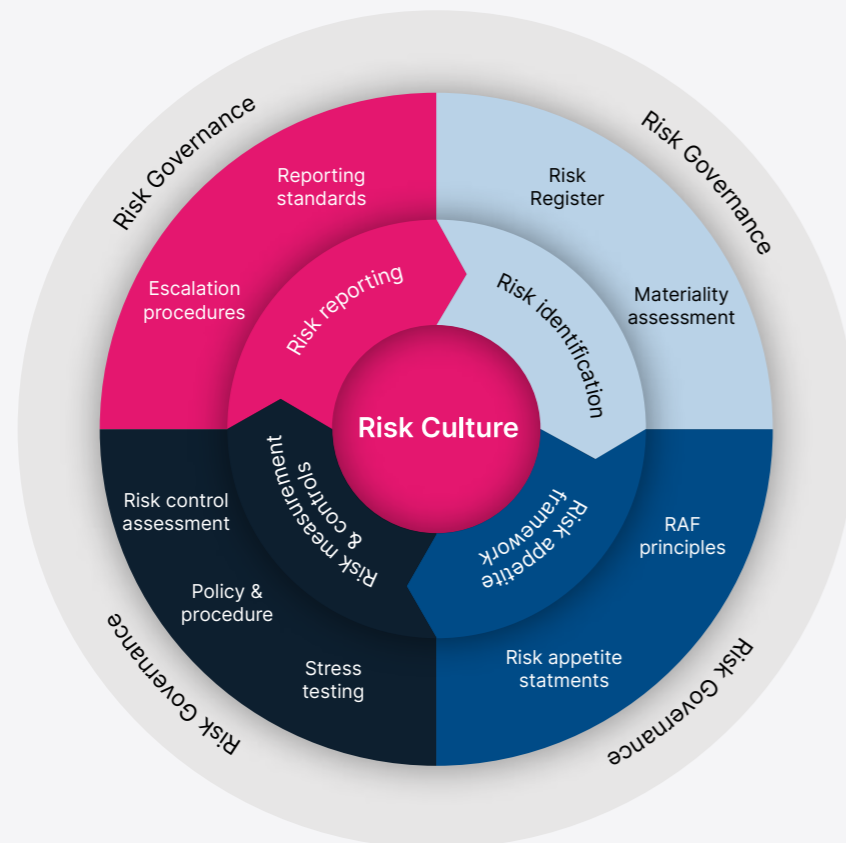 Risk Governance
Risk Governance
Reporting
standards
Risk
Register
Escalation
procedures
Risk reporting
Risk identification
Materiality
assessment
Risk Culture
Risk control
assessment
Risk measurement
& controls
Risk appetite
framework
RAF
principles
Policy &
procedure
Stress
testing
Risk appetite
statments
Risk Governance
Risk Governance